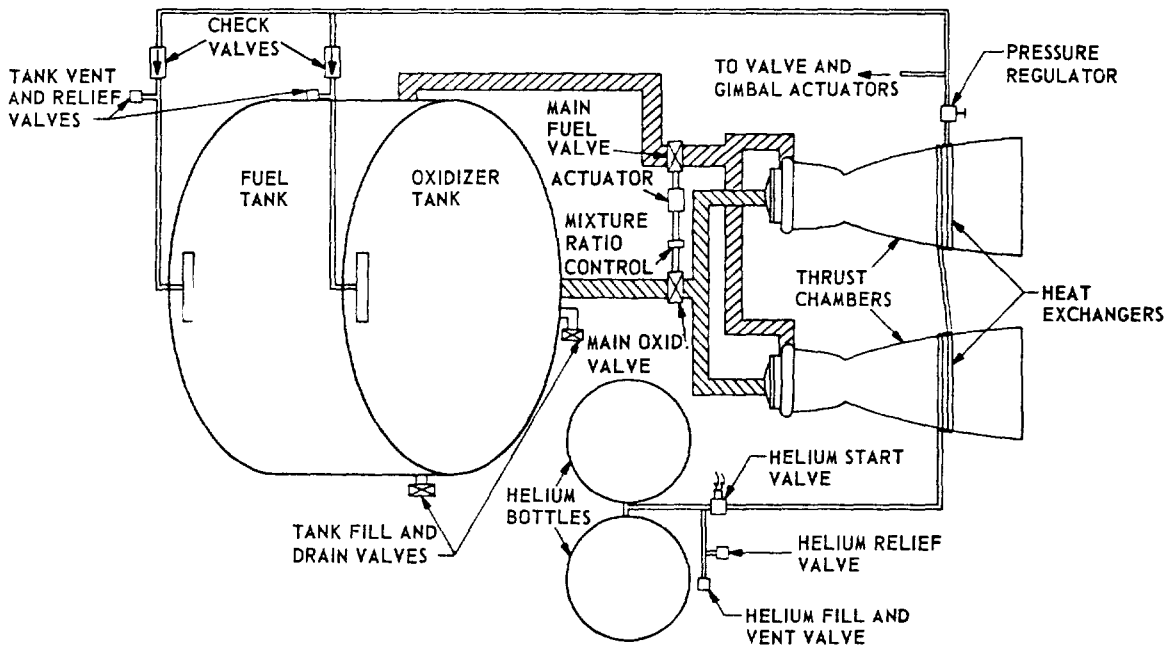 CHECK
VALVES
TANK VENT
AND RELIEF
VALVES
TO VALVE AND
GIMBAL ACTUATORS
PRESSURE
REGULATOR
MAIN
FUEL
VALVE
FUEL
TANK
OXIDIZER
TANK
ACTUATOR
MIXTURE
RATIO
CONTROL
THRUST
CHAMBERS
HEAT
EXCHANGERS
MAIN OXID.
VALVE
HELIUM START
VALVE
HELIUM
BOTTLES
TANK FILL AND
DRAIN VALVES
HELIUM RELIEF
VALVE
HELIUM FILL AND
VENT VALVE